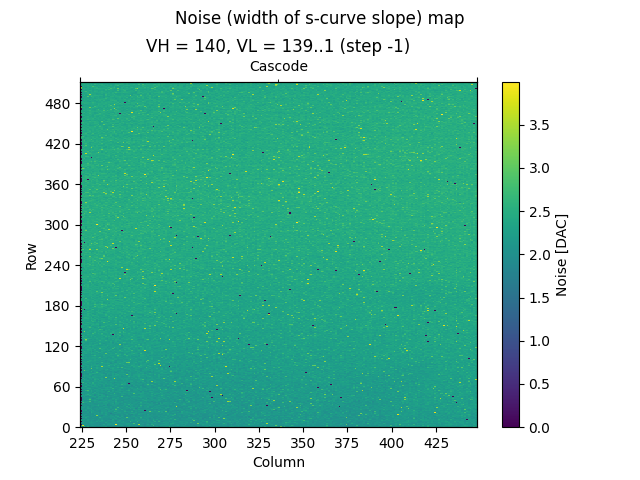 Noise (width of s-curve slope) map
VH = 140, VL = 139..1 (step -1)
Cascode
480
420
360
300
240
180
120
60
0
Row
225 250 275 300 325 350 375 400 425
Column
3.5
3.0
2.5
2.0
1.5
1.0
0.5
0.0
Noise [DAC]